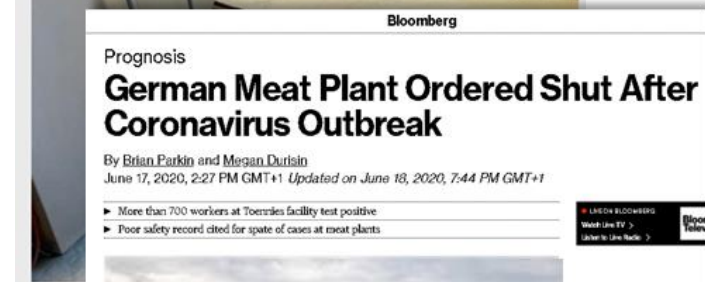 Bloomberg
Prognosis
German Meat Plant Ordered Shut After
Coronavirus Outbreak
By Brian Parkin and Megan Durisin
June 17, 2020, 2:27 PM GMT+1 Updated on June 18, 2020, 7:44 PM GMT+1
► More than 700 workers at Toennies facility test positive
► Poor safety record cited for spate of cases at meat plants
LIVE ON BLOOMBERG
Watch Live TV >
Listen to Live Radio >